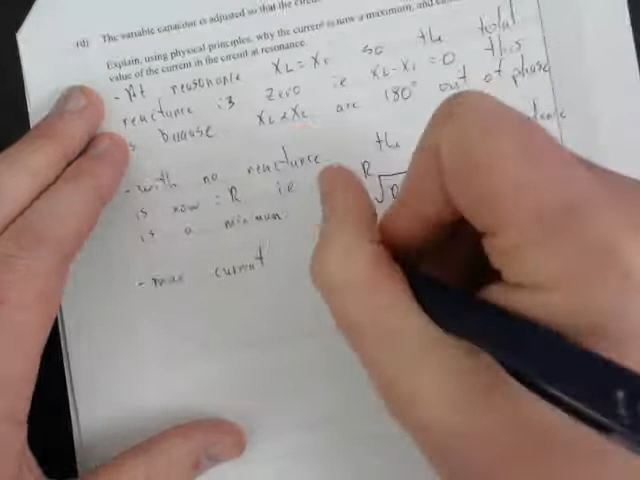 (d) The variable capacitor is adjusted so that the circuit
Explain, using physical principles, why the current is now a maximum, and
value of the current in the circuit at resonance.
- At reasonanve XL = Xc so the total
reactance is zero ie XL - Xc = 0 this
is because XL & XC are 180° out of phase
- with no reactance the
is now : R ie R √R
is a minimum
- max current